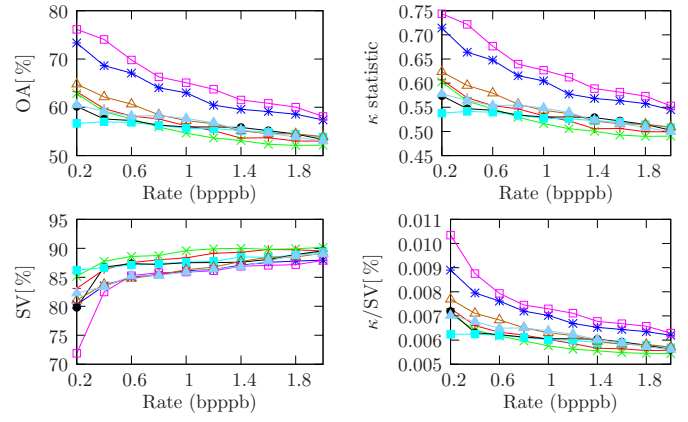 80
75
70
65
60
55
50
OA[%]
0.2 0.6 1 1.4 1.8
Rate (bpppb)
0.75
0.70
0.65
0.60
0.55
0.50
0.45
κ statistic
0.2 0.6 1 1.4 1.8
Rate (bpppb)
95
90
85
80
75
70
SV[%]
0.2 0.6 1 1.4 1.8
Rate (bpppb)
0.011
0.010
0.009
0.008
0.007
0.006
0.005
κ/SV[%]
0.2 0.6 1 1.4 1.8
Rate (bpppb)